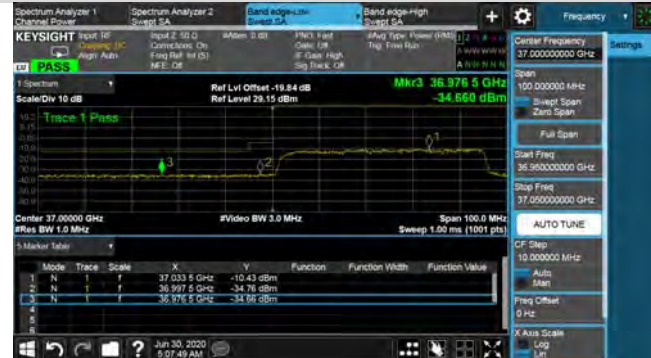 Spectrum Analyzer 1
Channel Power
Spectrum Analyzer 2
Swept SA
Band edge-Low
Swept SA
Band edge-High
Swept SA
Frequency
KEYSIGHT
Input: RF
Coupling: DC
Align: Auto
Input Z: 50 Ω
Corrections: On
Freq Ref: Int (S)
NFE: Off
#Atten: 0 dB
PNO: Fast
Gate: Off
IF Gain: High
Sig Track: Off
#Avg Type: Power (RMS)
Trig: Free Run
PASS
1 Spectrum
Scale/Div 10 dB
Ref Lvl Offset -19.84 dB
Ref Level 29.15 dBm
Mkr3 36.976 5 GHz
-34.660 dBm
Trace 1 Pass
1
2
3
Center 37.00000 GHz
#Res BW 1.0 MHz
#Video BW 3.0 MHz
Span 100.0 MHz
Sweep 1.00 ms (1001 pts)
5 Marker Table
Mode Trace Scale X Y Function Function Width Function Value
1 N 1 f 37.033 5 GHz -10.43 dBm
2 N 1 f 36.997 5 GHz -34.76 dBm
3 N 1 f 36.976 5 GHz -34.66 dBm
4
5
6
Jun 30, 2020
5:07:49 AM
Center Frequency
37.000000000 GHz
Settings
Span
100.000000 MHz
Swept Span
Zero Span
Full Span
Start Freq
36.950000000 GHz
Stop Freq
37.050000000 GHz
AUTO TUNE
CF Step
10.000000 MHz
Auto
Man
Freq Offset
0 Hz
X Axis Scale
Log
Lin